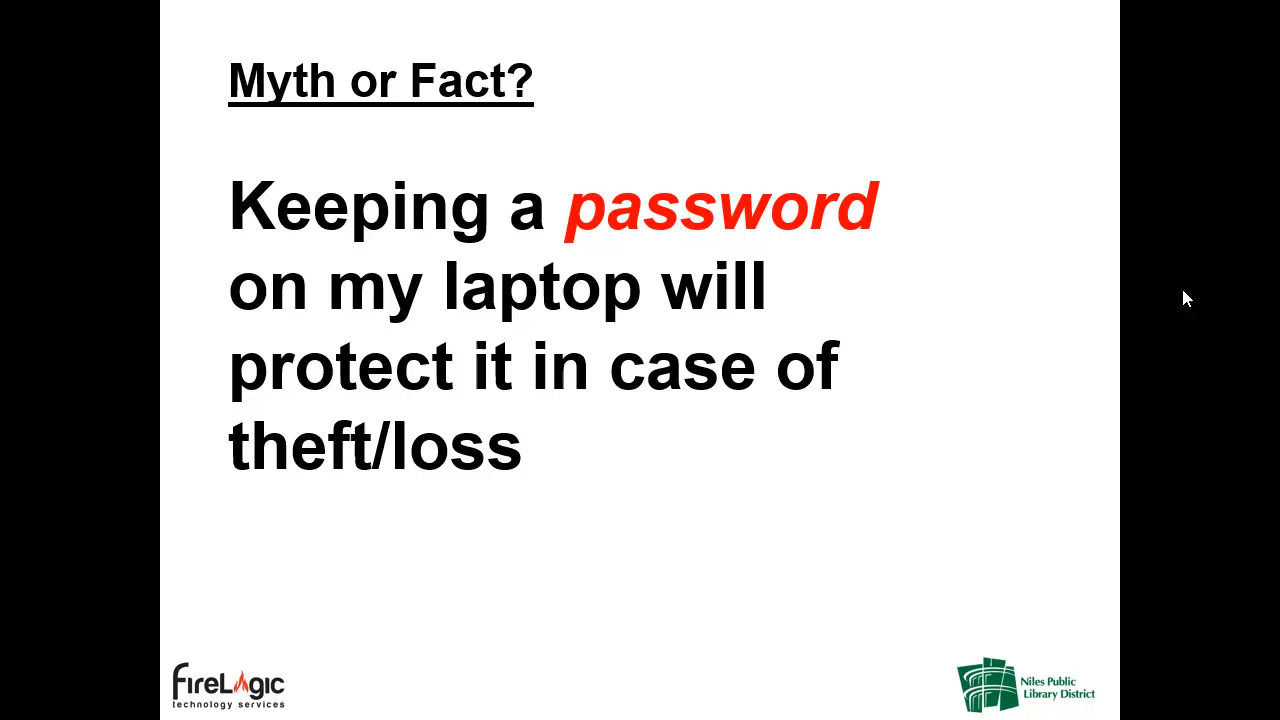 Myth or Fact?
Keeping a password
on my laptop will
protect it in case of
theft/loss
FireLogic
technology services
Niles Public
Library District